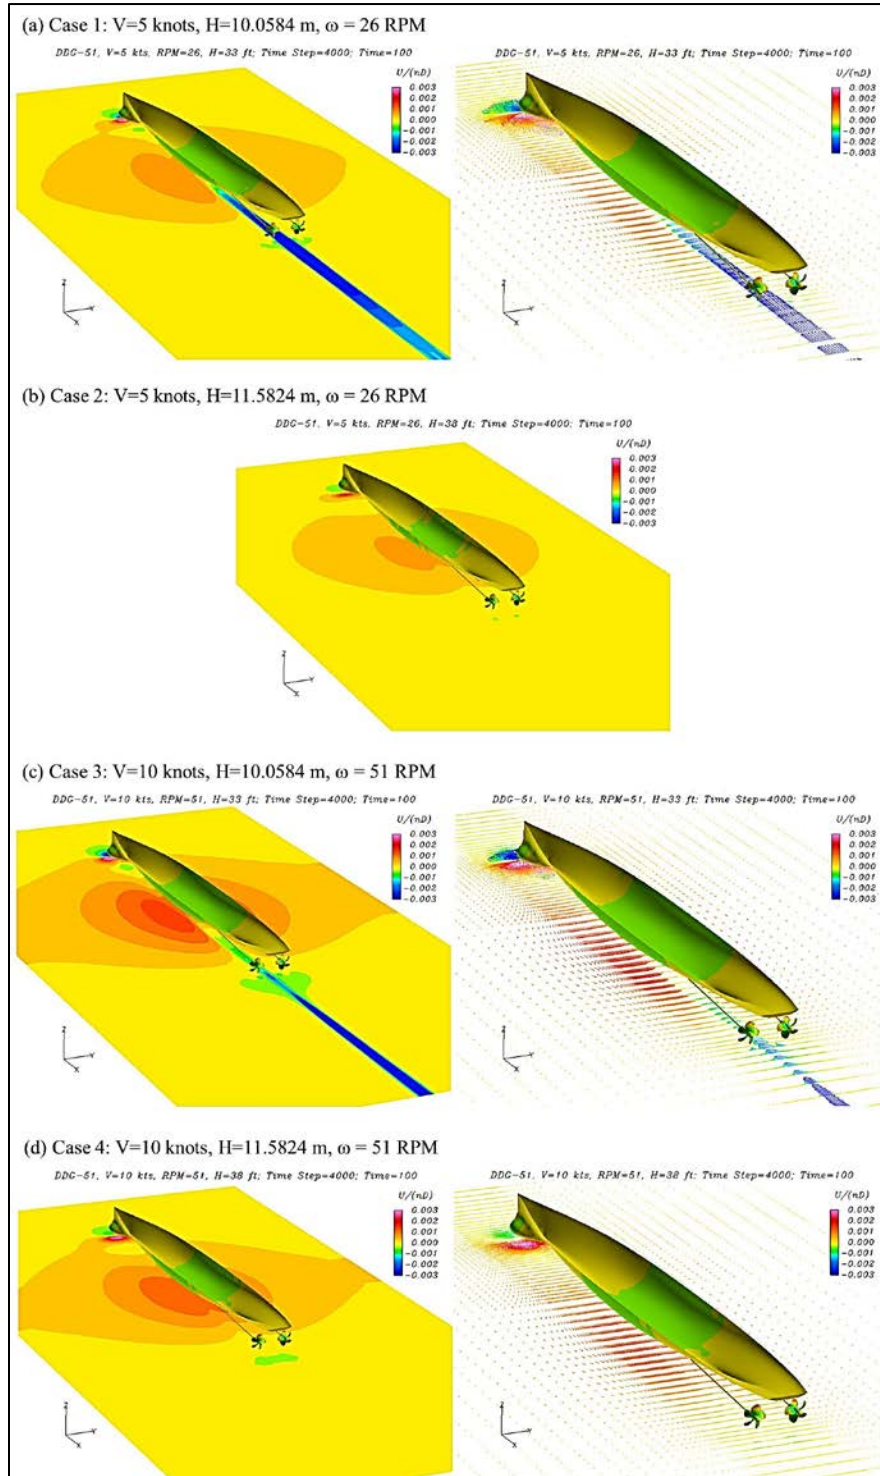 (a) Case 1: V=5 knots, H=10.0584 m, ω = 26 RPM
DDG-51, V=5 kts, RPM=26, H=33 ft; Time Step=4000; Time=100
U/(nD)
0.003
0.002
0.001
0.000
-0.001
-0.002
-0.003
Z
Y
X
DDG-51, V=5 kts, RPM=26, H=33 ft; Time Step=4000; Time=100
U/(nD)
0.003
0.002
0.001
0.000
-0.001
-0.002
-0.003
Z
Y
X
(b) Case 2: V=5 knots, H=11.5824 m, ω = 26 RPM
DDG-51, V=5 kts, RPM=26, H=38 ft; Time Step=4000; Time=100
U/(nD)
0.003
0.002
0.001
0.000
-0.001
-0.002
-0.003
Z
Y
X
(c) Case 3: V=10 knots, H=10.0584 m, ω = 51 RPM
DDG-51, V=10 kts, RPM=51, H=33 ft; Time Step=4000; Time=100
U/(nD)
0.003
0.002
0.001
0.000
-0.001
-0.002
-0.003
Z
Y
X
DDG-51, V=10 kts, RPM=51, H=33 ft; Time Step=4000; Time=100
U/(nD)
0.003
0.002
0.001
0.000
-0.001
-0.002
-0.003
Z
Y
X
(d) Case 4: V=10 knots, H=11.5824 m, ω = 51 RPM
DDG-51, V=10 kts, RPM=51, H=38 ft; Time Step=4000; Time=100
U/(nD)
0.003
0.002
0.001
0.000
-0.001
-0.002
-0.003
Z
Y
X
DDG-51, V=10 kts, RPM=51, H=38 ft; Time Step=4000; Time=100
U/(nD)
0.003
0.002
0.001
0.000
-0.001
-0.002
-0.003
Z
Y
X